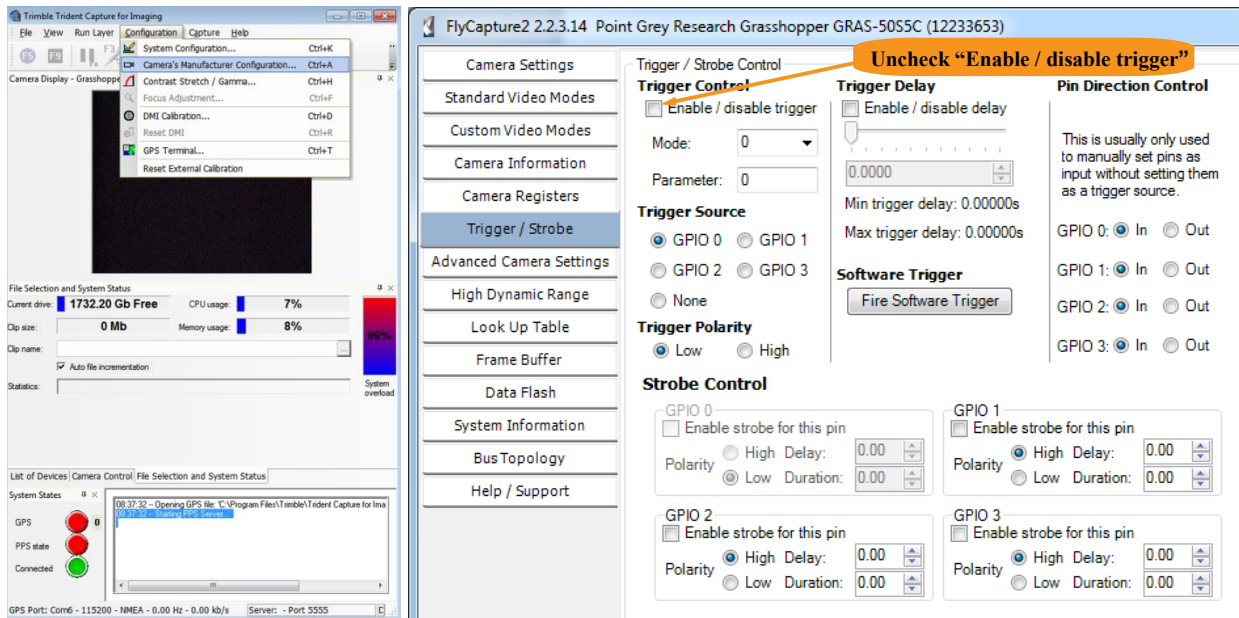 Trimble Trident Capture for Imaging
File View Run Layer Configuration Capture Help
F5 F2 F3
System Configuration... Ctrl+K
Camera's Manufacturer Configuration... Ctrl+A
Contrast Stretch / Gamma... Ctrl+H
Focus Adjustment... Ctrl+F
DMI Calibration... Ctrl+D
Reset DMI Ctrl+R
GPS Terminal... Ctrl+T
Reset External Calibration
Camera Display - Grasshoppe
File Selection and System Status
Current drive: 1732.20 Gb Free CPU usage: 7%
Clip size: 0 Mb Memory usage: 8%
99%
Clip name: ...
Auto file incrementation
Statistics:
System overload
List of Devices Camera Control File Selection and System Status
System States
GPS 0
PPS state
Connected
08:37:32 -- Opening GPS file: 'C:\Program Files\Trimble\Trident Capture for Ima
08:37:32 -- Starting PPS Server...
GPS Port: Com6 - 115200 - NMEA - 0.00 Hz - 0.00 kb/s Server: - Port 5555
FlyCapture2 2.2.3.14 Point Grey Research Grasshopper GRAS-50S5C (12233653)
Uncheck “Enable / disable trigger”
Camera Settings
Standard Video Modes
Custom Video Modes
Camera Information
Camera Registers
Trigger / Strobe
Advanced Camera Settings
High Dynamic Range
Look Up Table
Frame Buffer
Data Flash
System Information
Bus Topology
Help / Support
Trigger / Strobe Control
Trigger Control
Enable / disable trigger
Mode: 0
Parameter: 0
Trigger Source
GPIO 0 GPIO 1
GPIO 2 GPIO 3
None
Trigger Polarity
Low High
Trigger Delay
Enable / disable delay
0.0000
Min trigger delay: 0.00000s
Max trigger delay: 0.00000s
Software Trigger
Fire Software Trigger
Pin Direction Control
This is usually only used
to manually set pins as
input without setting them
as a trigger source.
GPIO 0: In Out
GPIO 1: In Out
GPIO 2: In Out
GPIO 3: In Out
Strobe Control
GPIO 0
Enable strobe for this pin
Polarity High Delay: 0.00
Low Duration: 0.00
GPIO 1
Enable strobe for this pin
Polarity High Delay: 0.00
Low Duration: 0.00
GPIO 2
Enable strobe for this pin
Polarity High Delay: 0.00
Low Duration: 0.00
GPIO 3
Enable strobe for this pin
Polarity High Delay: 0.00
Low Duration: 0.00